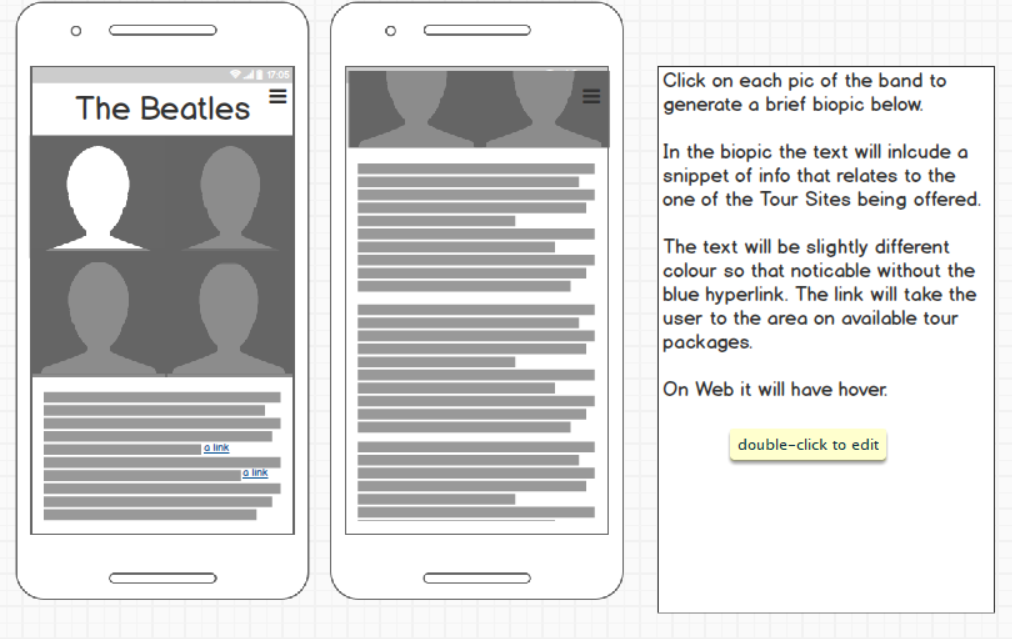 17:05
The Beatles
a link
a link
Click on each pic of the band to
generate a brief biopic below.
In the biopic the text will inlcude a
snippet of info that relates to the
one of the Tour Sites being offered.
The text will be slightly different
colour so that noticable without the
blue hyperlink. The link will take the
user to the area on available tour
packages.
On Web it will have hover.
double-click to edit